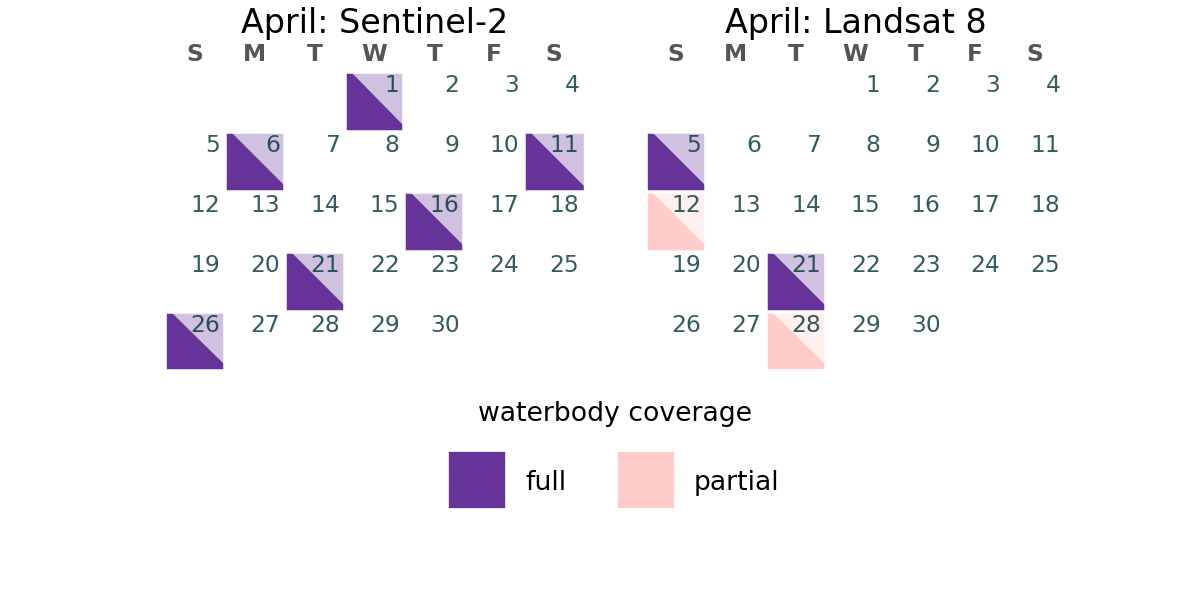 April: Sentinel-2
S M T W T F S
1 2 3 4
5 6 7 8 9 10 11
12 13 14 15 16 17 18
19 20 21 22 23 24 25
26 27 28 29 30
April: Landsat 8
S M T W T F S
1 2 3 4
5 6 7 8 9 10 11
12 13 14 15 16 17 18
19 20 21 22 23 24 25
26 27 28 29 30
waterbody coverage
full
partial